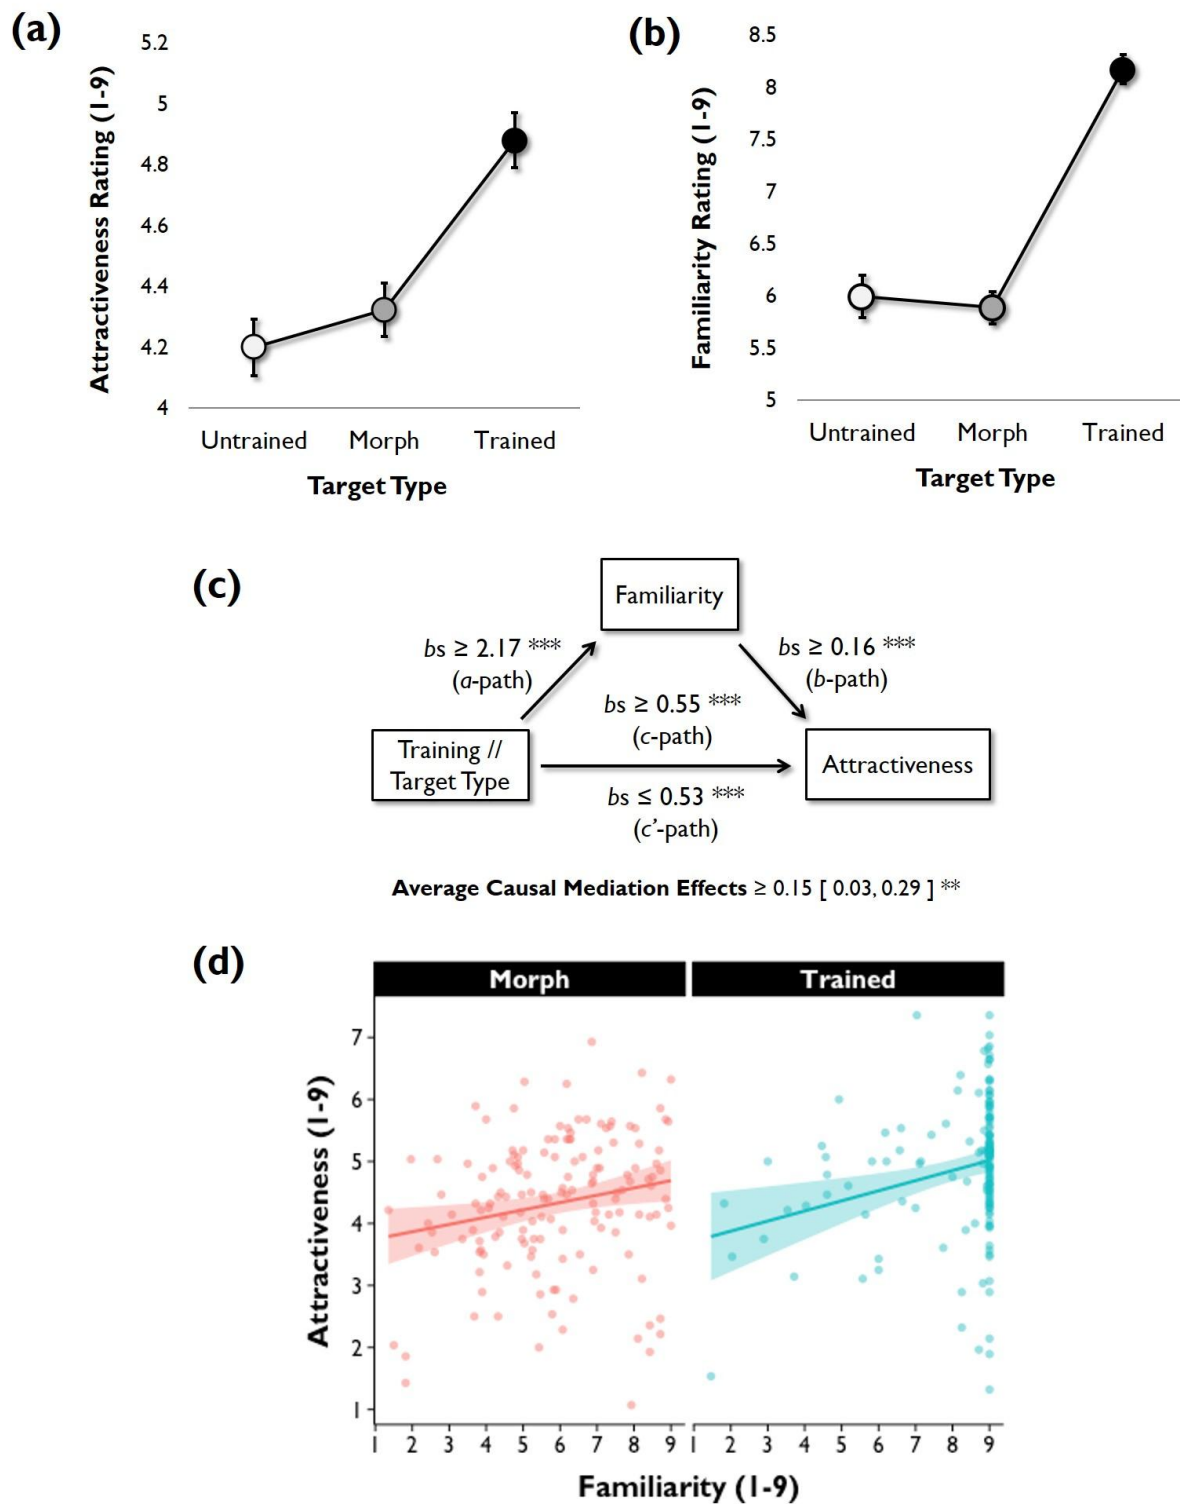 (a)
Attractiveness Rating (1-9)
5.2
5
4.8
4.6
4.4
4.2
4
Untrained Morph Trained
Target Type
(b)
Familiarity Rating (1-9)
8.5
8
7.5
7
6.5
6
5.5
5
Untrained Morph Trained
Target Type
(c)
Familiarity
bs ≥ 2.17 ***
(a-path)
bs ≥ 0.16 ***
(b-path)
bs ≥ 0.55 ***
(c-path)
Training //
Target Type
Attractiveness
bs ≤ 0.53 ***
(c’-path)
Average Causal Mediation Effects ≥ 0.15 [ 0.03, 0.29 ] **
(d)
Morph Trained
Attractiveness (1-9)
7
6
5
4
3
2
1
1 2 3 4 5 6 7 8 9 1 2 3 4 5 6 7 8 9
Familiarity (1-9)